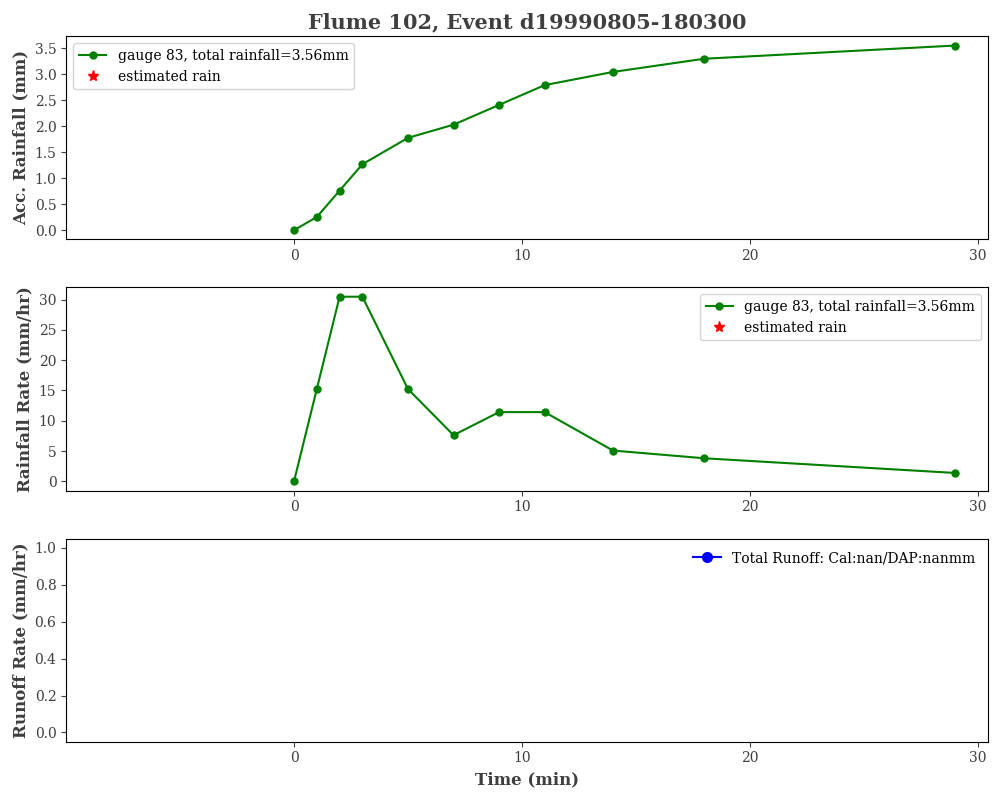 Flume 102, Event d19990805-180300
Acc. Rainfall (mm)
3.5
3.0
2.5
2.0
1.5
1.0
0.5
0.0
gauge 83, total rainfall=3.56mm
estimated rain
0 10 20 30
Rainfall Rate (mm/hr)
30
25
20
15
10
5
0
gauge 83, total rainfall=3.56mm
estimated rain
0 10 20 30
Runoff Rate (mm/hr)
1.0
0.8
0.6
0.4
0.2
0.0
Total Runoff: Cal:nan/DAP:nanmm
0 10 20 30
Time (min)